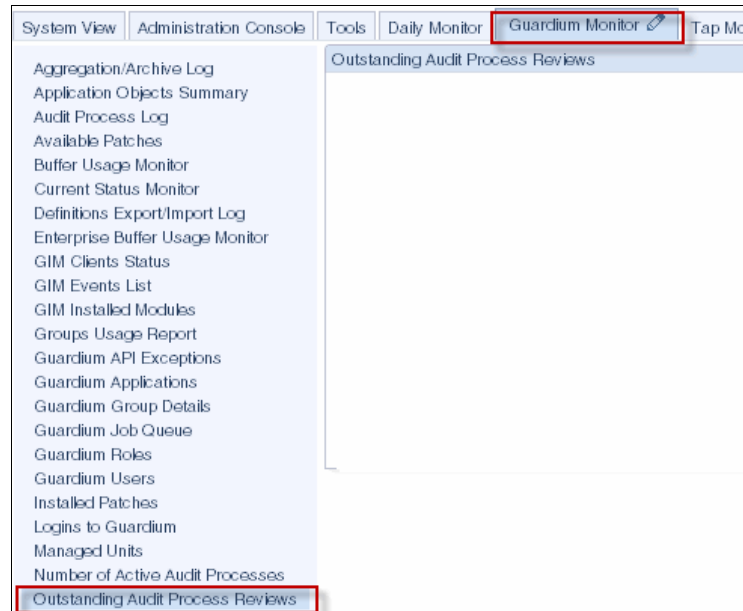 System View Administration Console Tools Daily Monitor Guardium Monitor Tap Mo
Outstanding Audit Process Reviews
Aggregation/Archive Log
Application Objects Summary
Audit Process Log
Available Patches
Buffer Usage Monitor
Current Status Monitor
Definitions Export/Import Log
Enterprise Buffer Usage Monitor
GIM Clients Status
GIM Events List
GIM Installed Modules
Groups Usage Report
Guardium API Exceptions
Guardium Applications
Guardium Group Details
Guardium Job Queue
Guardium Roles
Guardium Users
Installed Patches
Logins to Guardium
Managed Units
Number of Active Audit Processes
Outstanding Audit Process Reviews